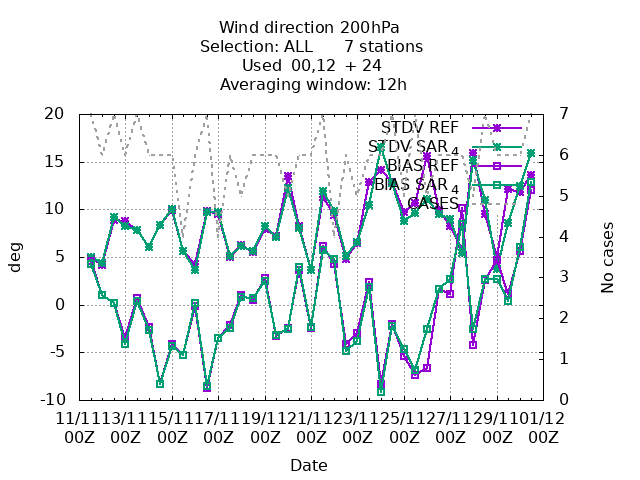 Wind direction 200hPa
Selection: ALL 7 stations
Used 00,12 + 24
Averaging window: 12h
20
15
10
5
0
-5
-10
deg
7
6
5
4
3
2
1
0
No cases
STDV REF
STDV SAR₄
BIAS REF
BIAS SAR₄
CASES
11/11 13/11 15/11 17/11 19/11 21/11 23/11 25/11 27/11 29/11 01/12
00Z 00Z 00Z 00Z 00Z 00Z 00Z 00Z 00Z 00Z 00Z
Date